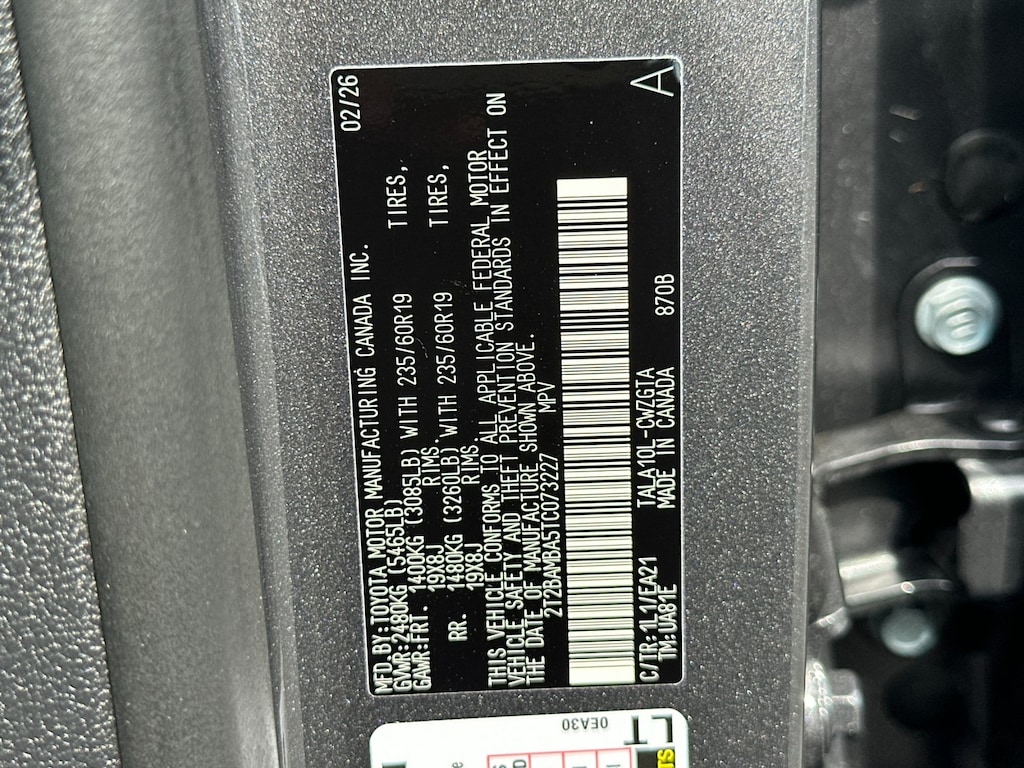 MFD.BY:TOYOTA MOTOR MANUFACTURING CANADA INC. 02/26
GVWR:2480KG (5465LB)
GAWR:FRT. 1400KG (3085LB) WITH 235/60R19 TIRES,
19X8J RIMS.
RR. 1480KG (3260LB) WITH 235/60R19 TIRES,
19X8J RIMS.
THIS VEHICLE CONFORMS TO ALL APPLICABLE FEDERAL MOTOR
VEHICLE SAFETY AND THEFT PREVENTION STANDARDS IN EFFECT ON
THE DATE OF MANUFACTURE SHOWN ABOVE.
2T2BAMBA5TC073227 MPV
C/TR:1L1/EA21 TALA10L-CWZGTA 870B A
TM:UA81E MADE IN CANADA
0EA30
LT